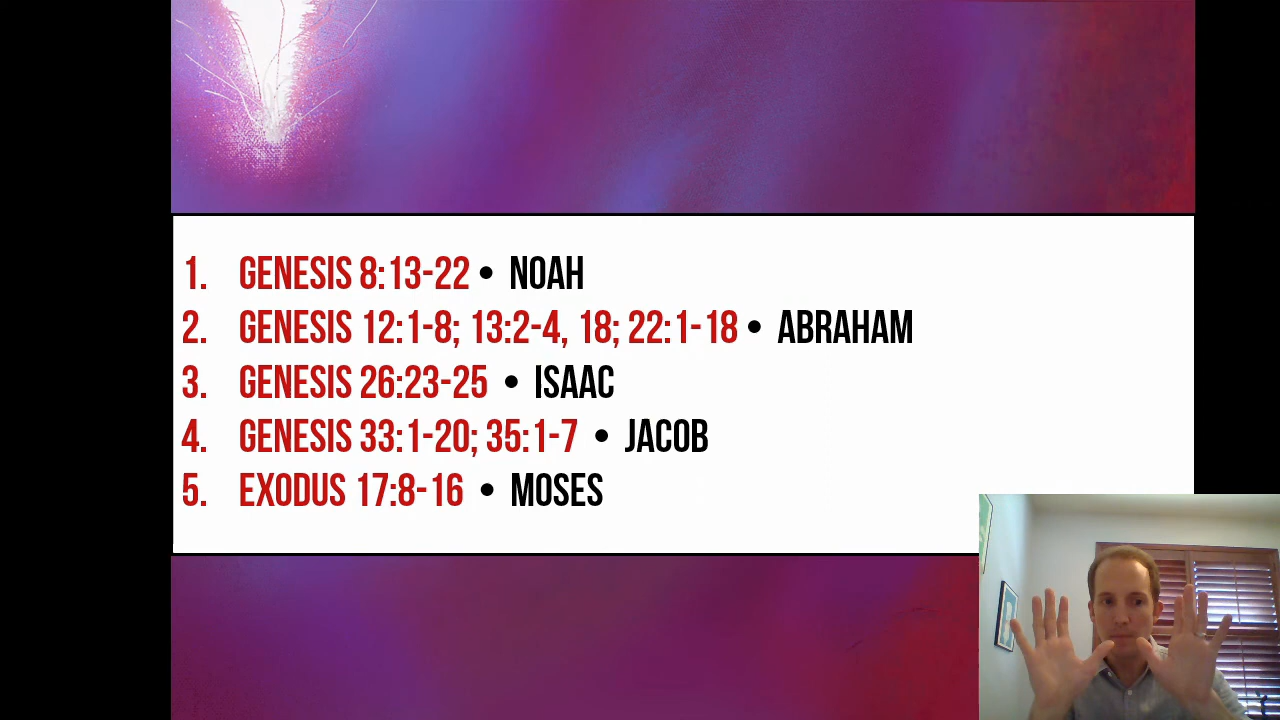 1. GENESIS 8:13-22 • NOAH
2. GENESIS 12:1-8; 13:2-4, 18; 22:1-18 • ABRAHAM
3. GENESIS 26:23-25 • ISAAC
4. GENESIS 33:1-20; 35:1-7 • JACOB
5. EXODUS 17:8-16 • MOSES